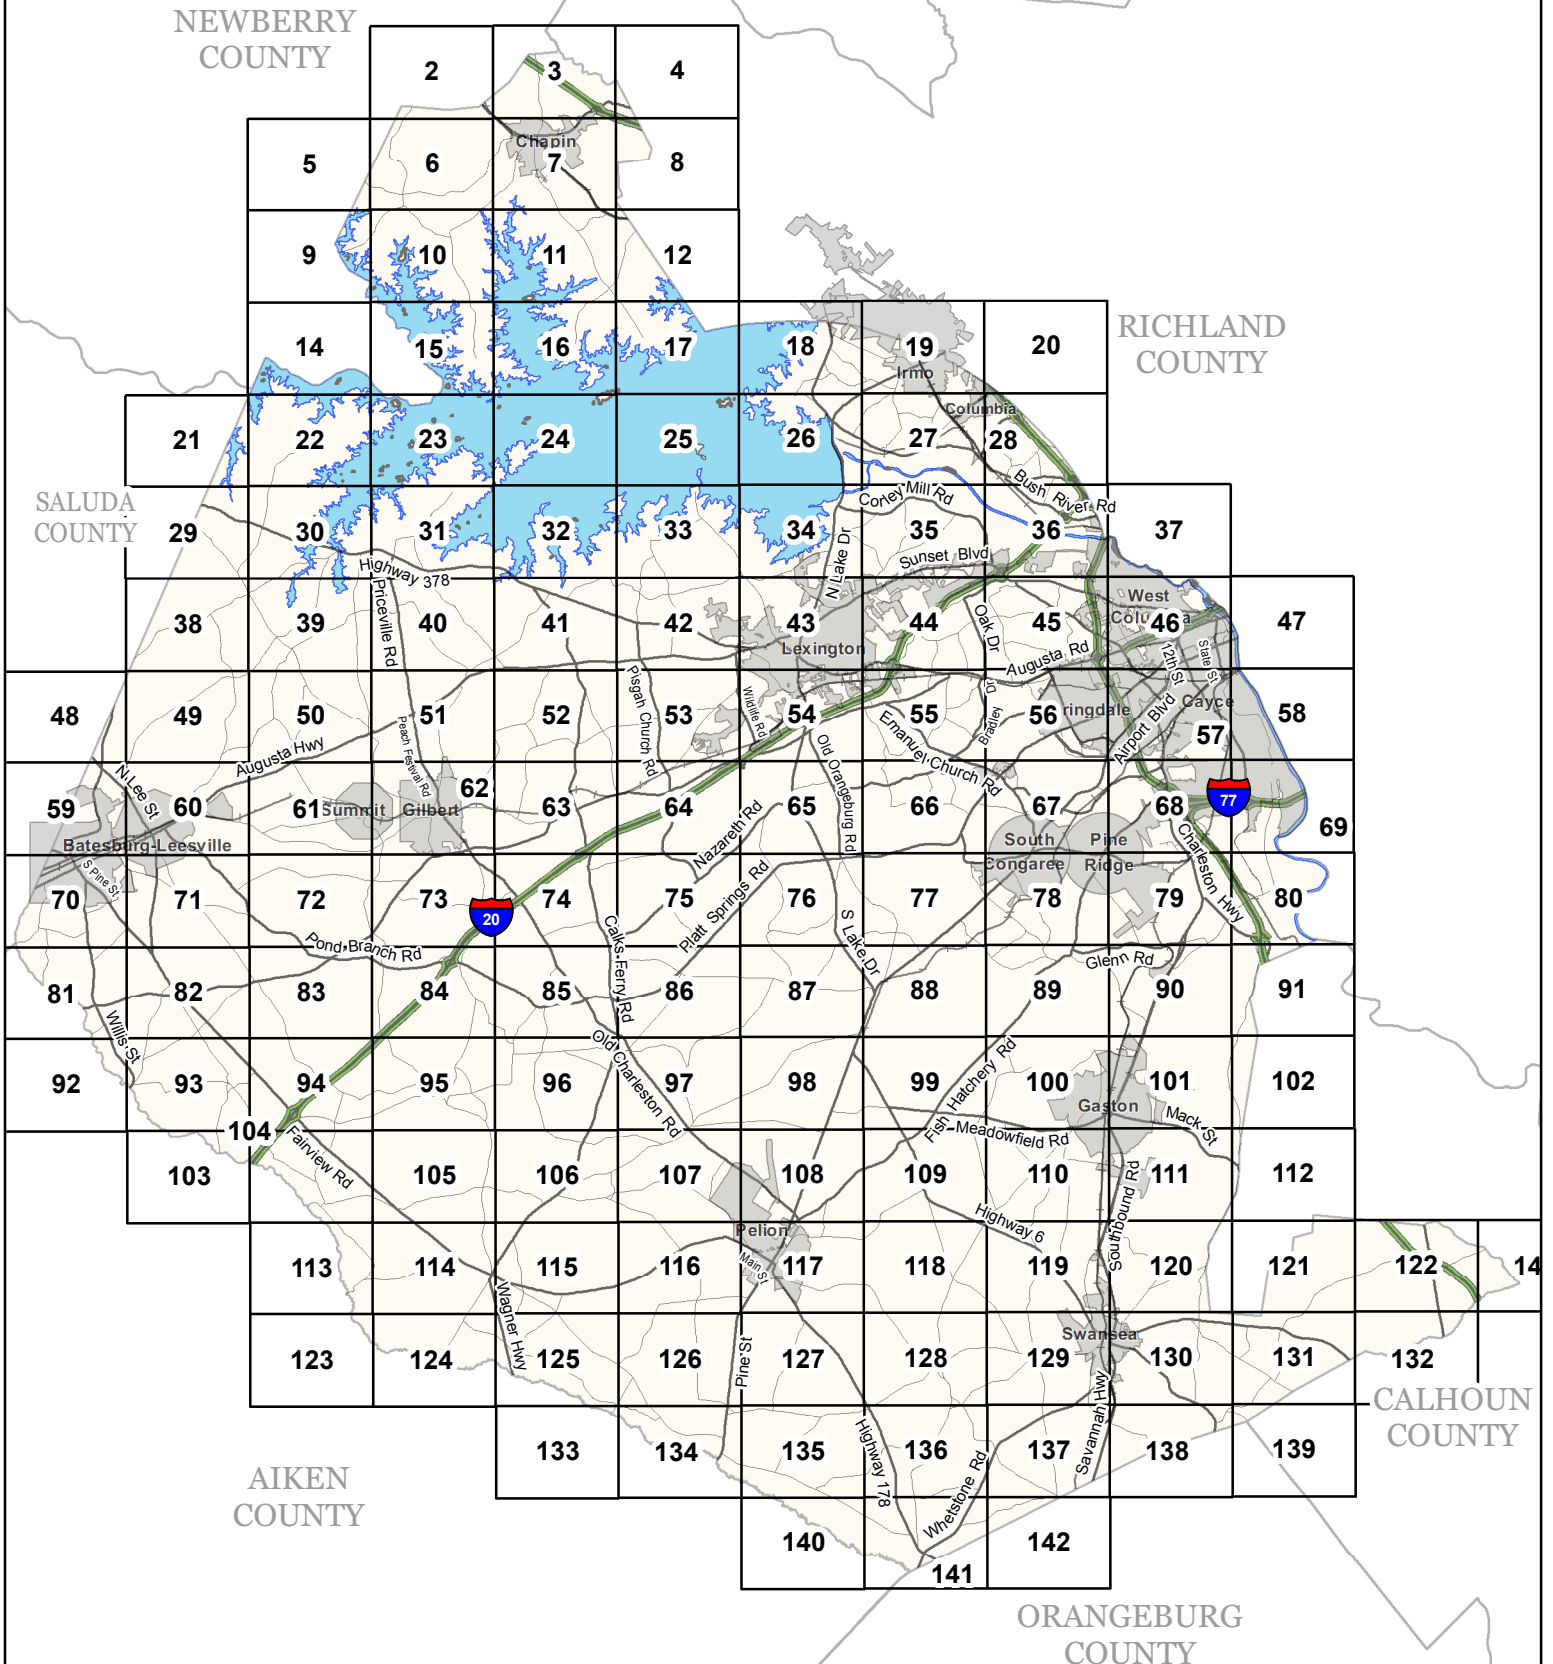 NEWBERRY
COUNTY
2
3
4
Chapin
5
6
7
8
9
10
11
12
14
15
16
17
18
19
20
RICHLAND
COUNTY
Irmo
Columbia
21
22
23
24
25
26
27
28
SALUDA
COUNTY
29
30
31
32
33
34
35
36
37
Corley Mill Rd
Bush River Rd
Sunset Blvd
N Lake Dr
Highway 378
Priceville Rd
38
39
40
41
42
43
44
45
46
47
West
Lexington
Oak Dr
Augusta Rd
12th St
State St
48
49
50
51
52
53
54
55
56
57
58
Pisgah Church Rd
Wildlife Rd
Bradley Dr
ringdale
Cayce
Airport Blvd
Augusta Hwy
Peach Festival Rd
Old Orangeburg Rd
Emanuel Church Rd
N Lee St
59
60
61
Summit
Gilbert
62
63
64
65
66
67
68
77
69
Batesburg-Leesville
Nazareth Rd
South
Congaree
Pine
Ridge
Charleston Hwy
S Pine St
70
71
72
73
20
74
75
76
77
78
79
80
Platt Springs Rd
S Lake Dr
Pond Branch Rd
Calks Ferry Rd
Glenn Rd
81
82
83
84
85
86
87
88
89
90
91
Willis St
Old Charleston Rd
92
93
94
95
96
97
98
99
100
101
102
Fish Hatchery Rd
Gaston
Mack St
Meadowfield Rd
104
Fairview Rd
103
105
106
107
108
109
110
111
112
Southbound Rd
Highway 6
Pelion
Main St
113
114
115
116
117
118
119
120
121
122
14
Wagner Hwy
Swansea
Pine St
123
124
125
126
127
128
129
130
131
132
CALHOUN
COUNTY
Savannah Hwy
Highway 178
Whetstone Rd
133
134
135
136
137
138
139
AIKEN
COUNTY
140
141
142
ORANGEBURG
COUNTY